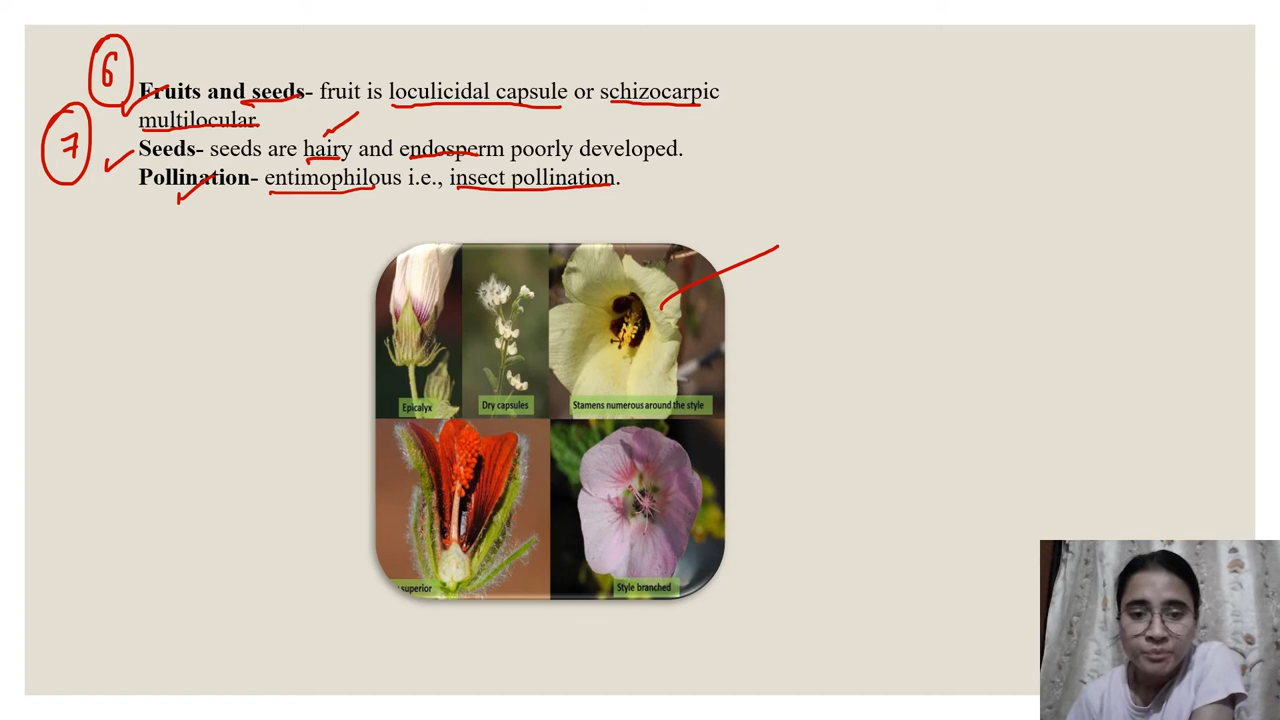 6
Fruits and seeds- fruit is loculicidal capsule or schizocarpic
multilocular.
7
Seeds- seeds are hairy and endosperm poorly developed.
Pollination- entimophilous i.e., insect pollination.
Epicalyx
Dry capsules
Stamens numerous around the style
superior
Style branched